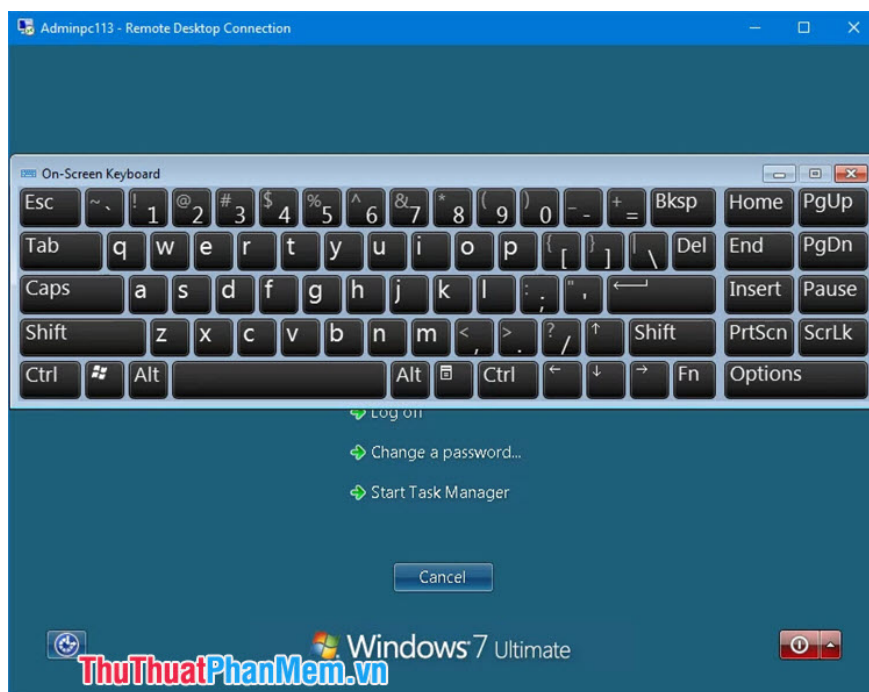 Adminpc113 - Remote Desktop Connection
On-Screen Keyboard
Esc ~ ` ! 1 @ 2 # 3 $ 4 % 5 ^ 6 & 7 * 8 ( 9 ) 0 _ - + = Bksp Home PgUp
Tab q w e r t y u i o p { [ } ] | \ Del End PgDn
Caps a s d f g h j k l : ; " ' Insert Pause
Shift z x c v b n m < , > . ? / ↑ Shift PrtScn ScrLk
Ctrl Alt Alt Ctrl ← ↓ → Fn Options
Log off
Change a password...
Start Task Manager
Cancel
Windows 7 Ultimate
ThuThuatPhanMem.vn